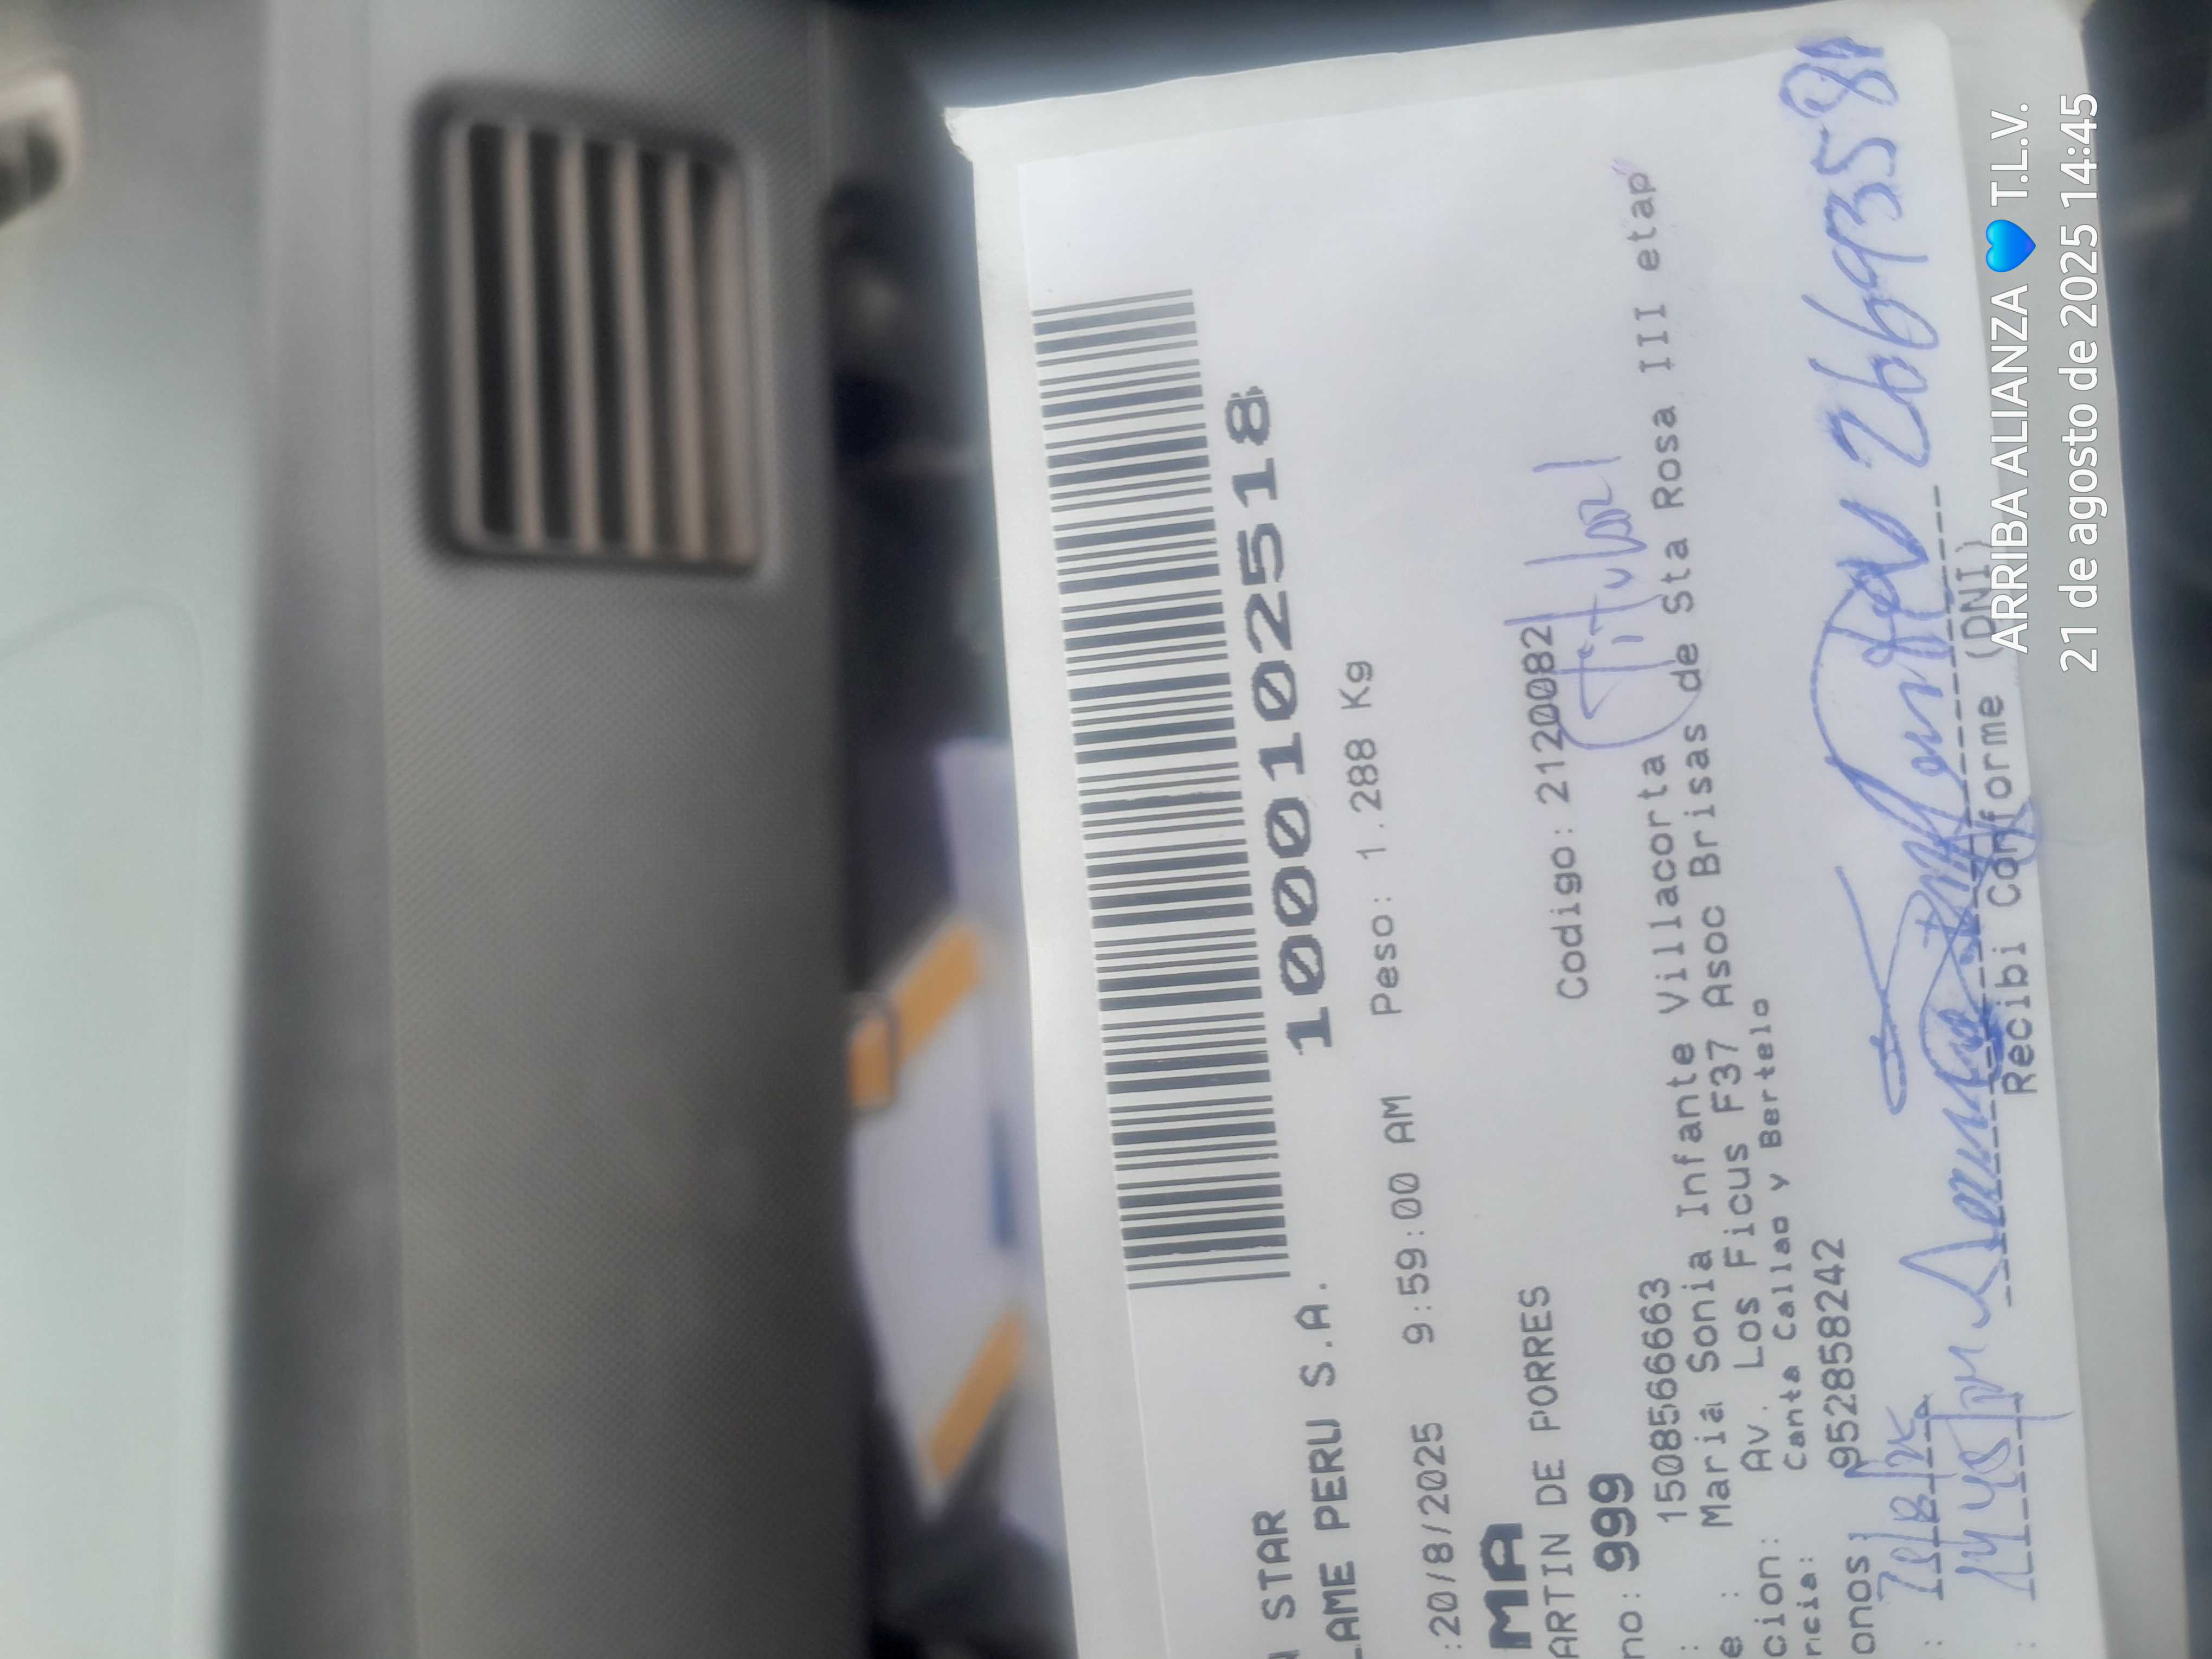 STAR
LAME PERU S.A.
1000102518
:20/8/2025 9:59:00 AM Peso: 1.288 Kg
MA
ARTIN DE PORRES
Codigo: 2120082
no: 999
Titular
: 1508566663
e : Maria Sonia Infante Villacorta
cion: Av. Los Ficus F37 Asoc Brisas de Sta Rosa III etap
ncia: Canta Callao y Bertelo
onos: 952858242
26693581
Recibi Conforme (DNI)
ARRIBA ALIANZA 💙 T.L.V.
21 de agosto de 2025 14:45